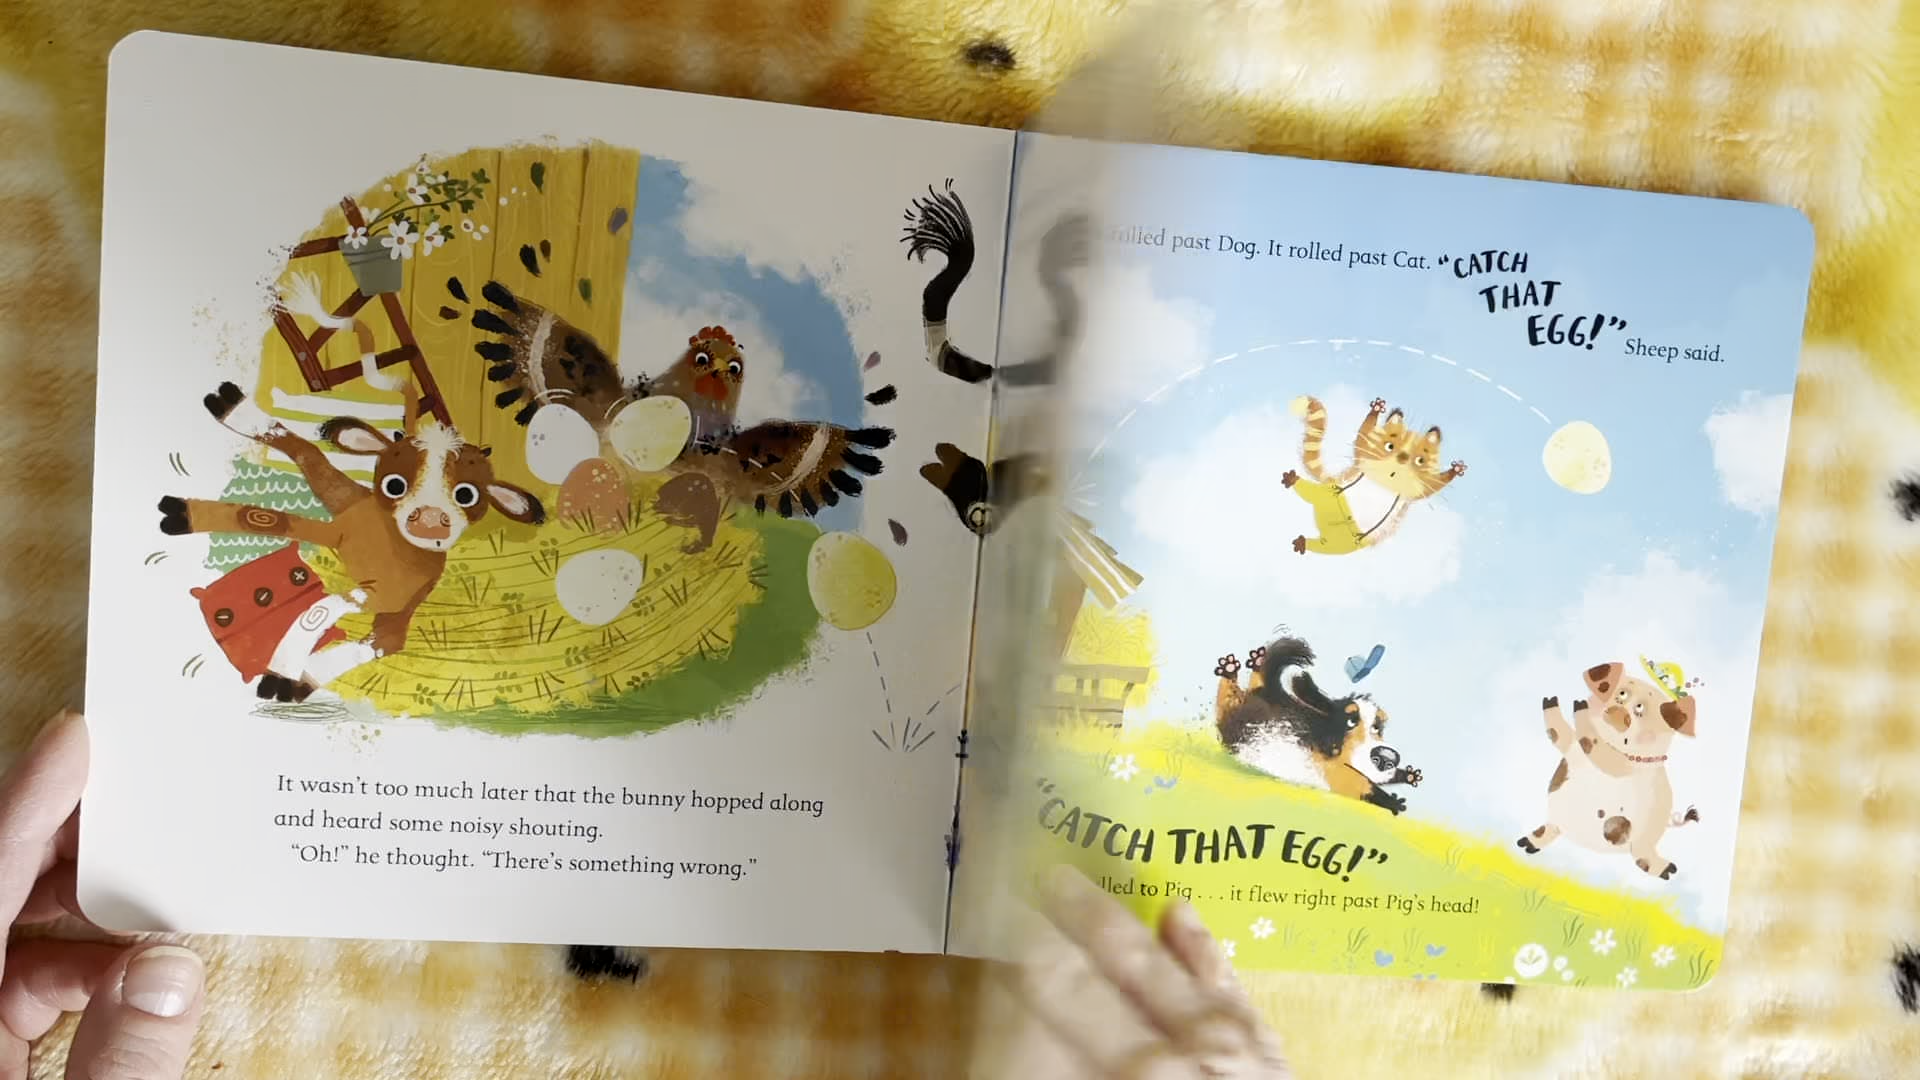 It wasn't too much later that the bunny hopped along
and heard some noisy shouting.
"Oh!" he thought. "There's something wrong."
rolled past Dog. It rolled past Cat. "CATCH
THAT
EGG!" Sheep said.
"CATCH THAT EGG!"
to Pig . . . it flew right past Pig's head!